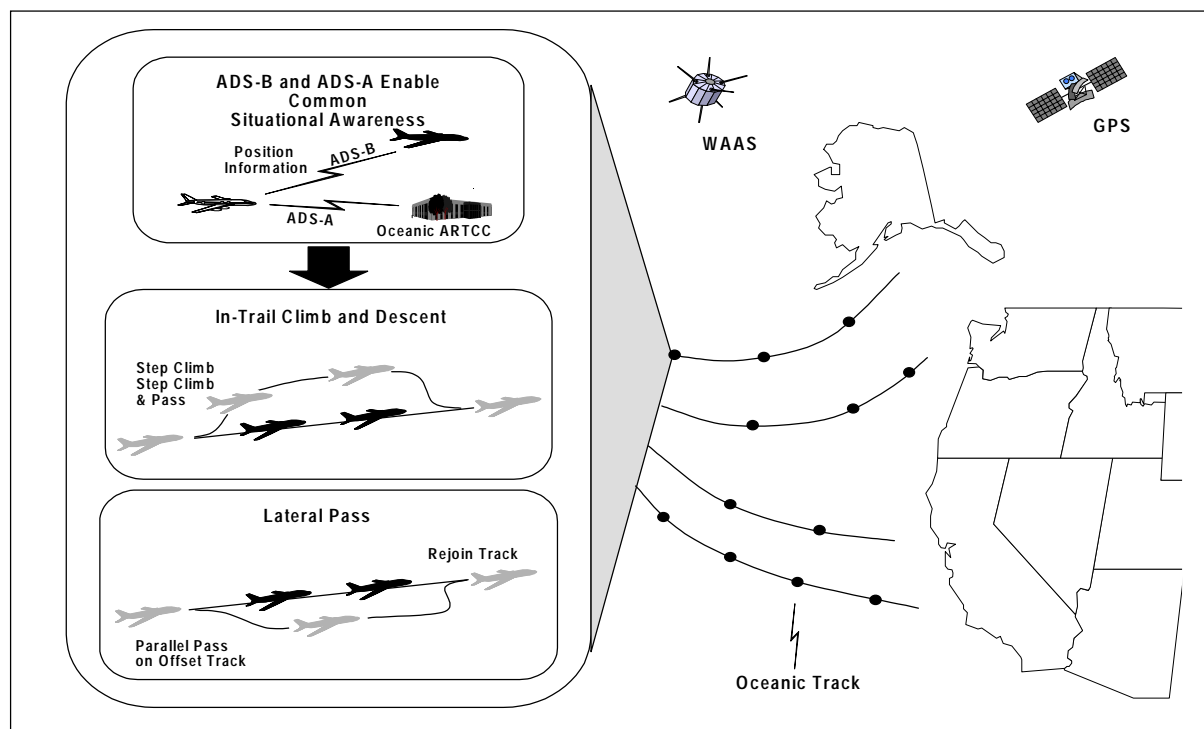 ADS-B and ADS-A Enable
Common
Situational Awareness
Position
Information
ADS-B
ADS-A
Oceanic ARTCC
In-Trail Climb and Descent
Step Climb
Step Climb
& Pass
Lateral Pass
Rejoin Track
Parallel Pass
on Offset Track
WAAS
GPS
Oceanic Track